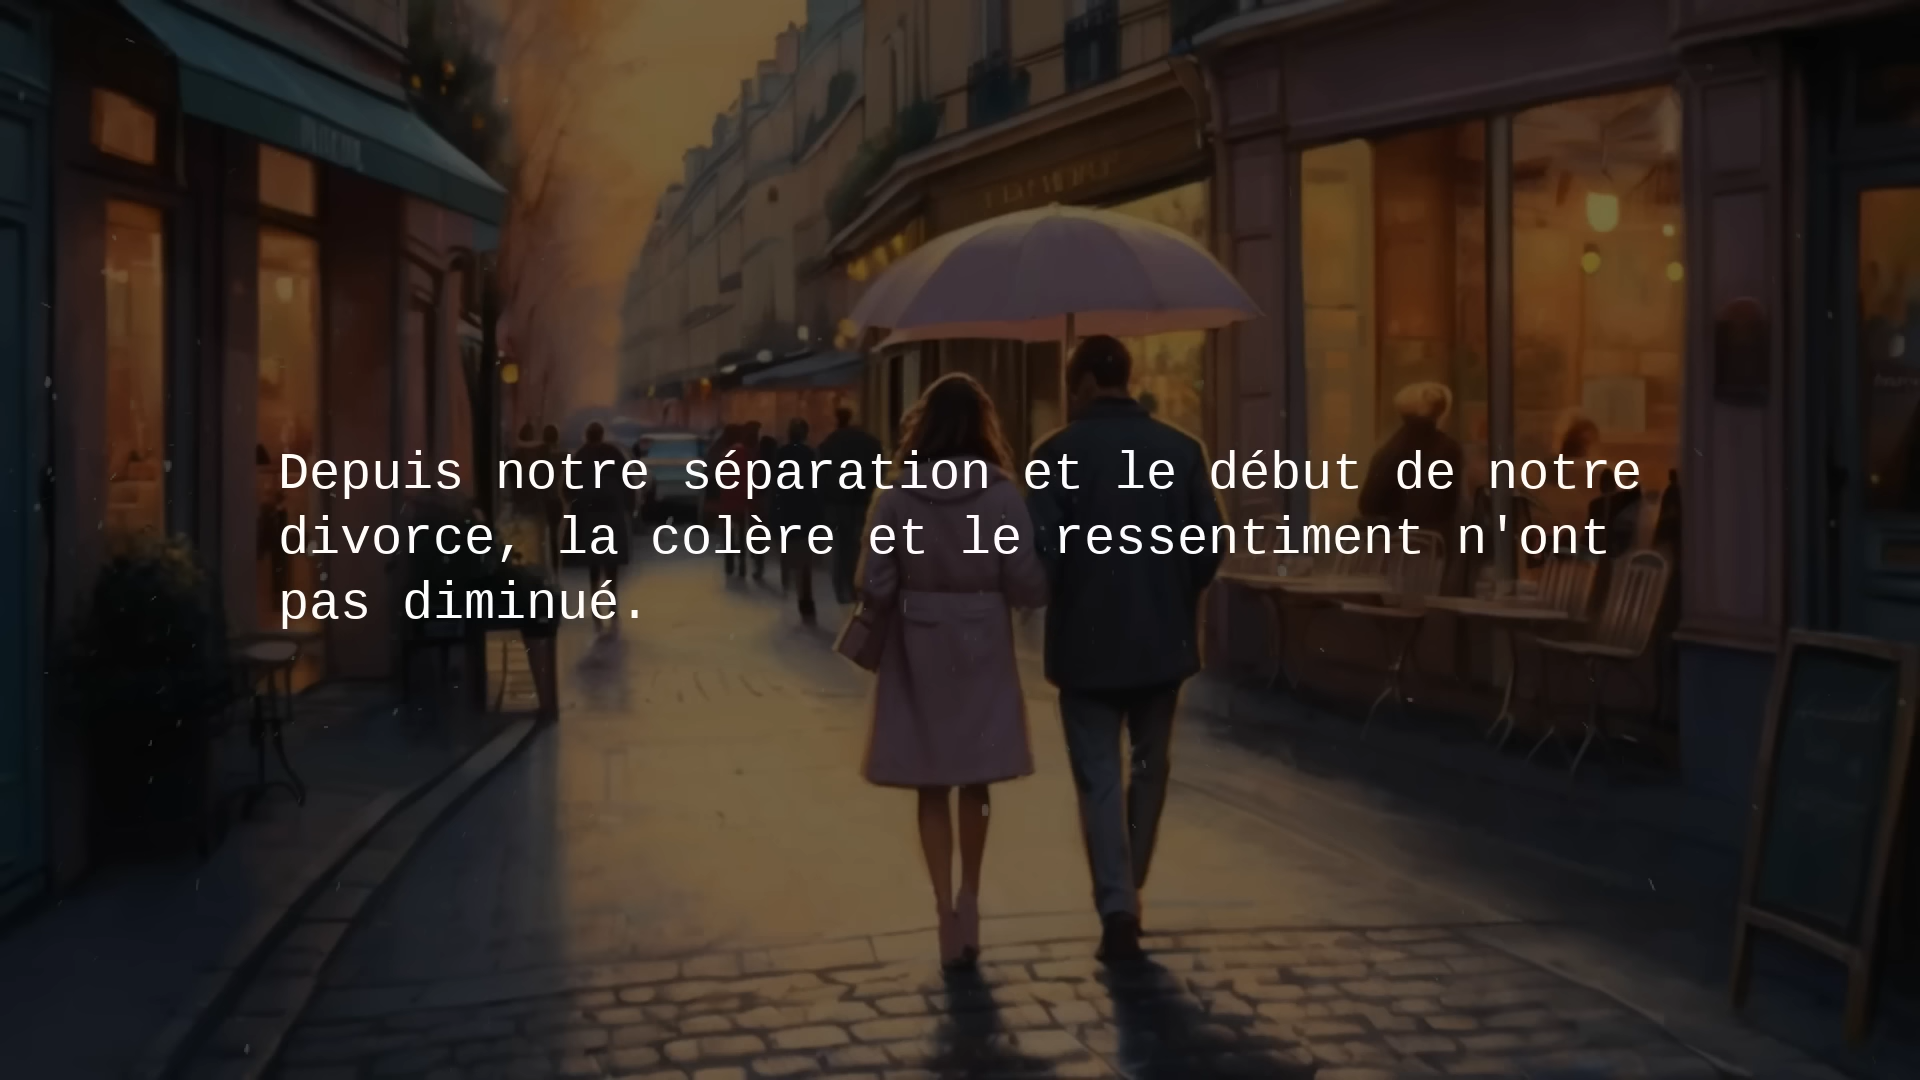 Depuis notre séparation et le début de notre
divorce, la colère et le ressentiment n'ont
pas diminué.